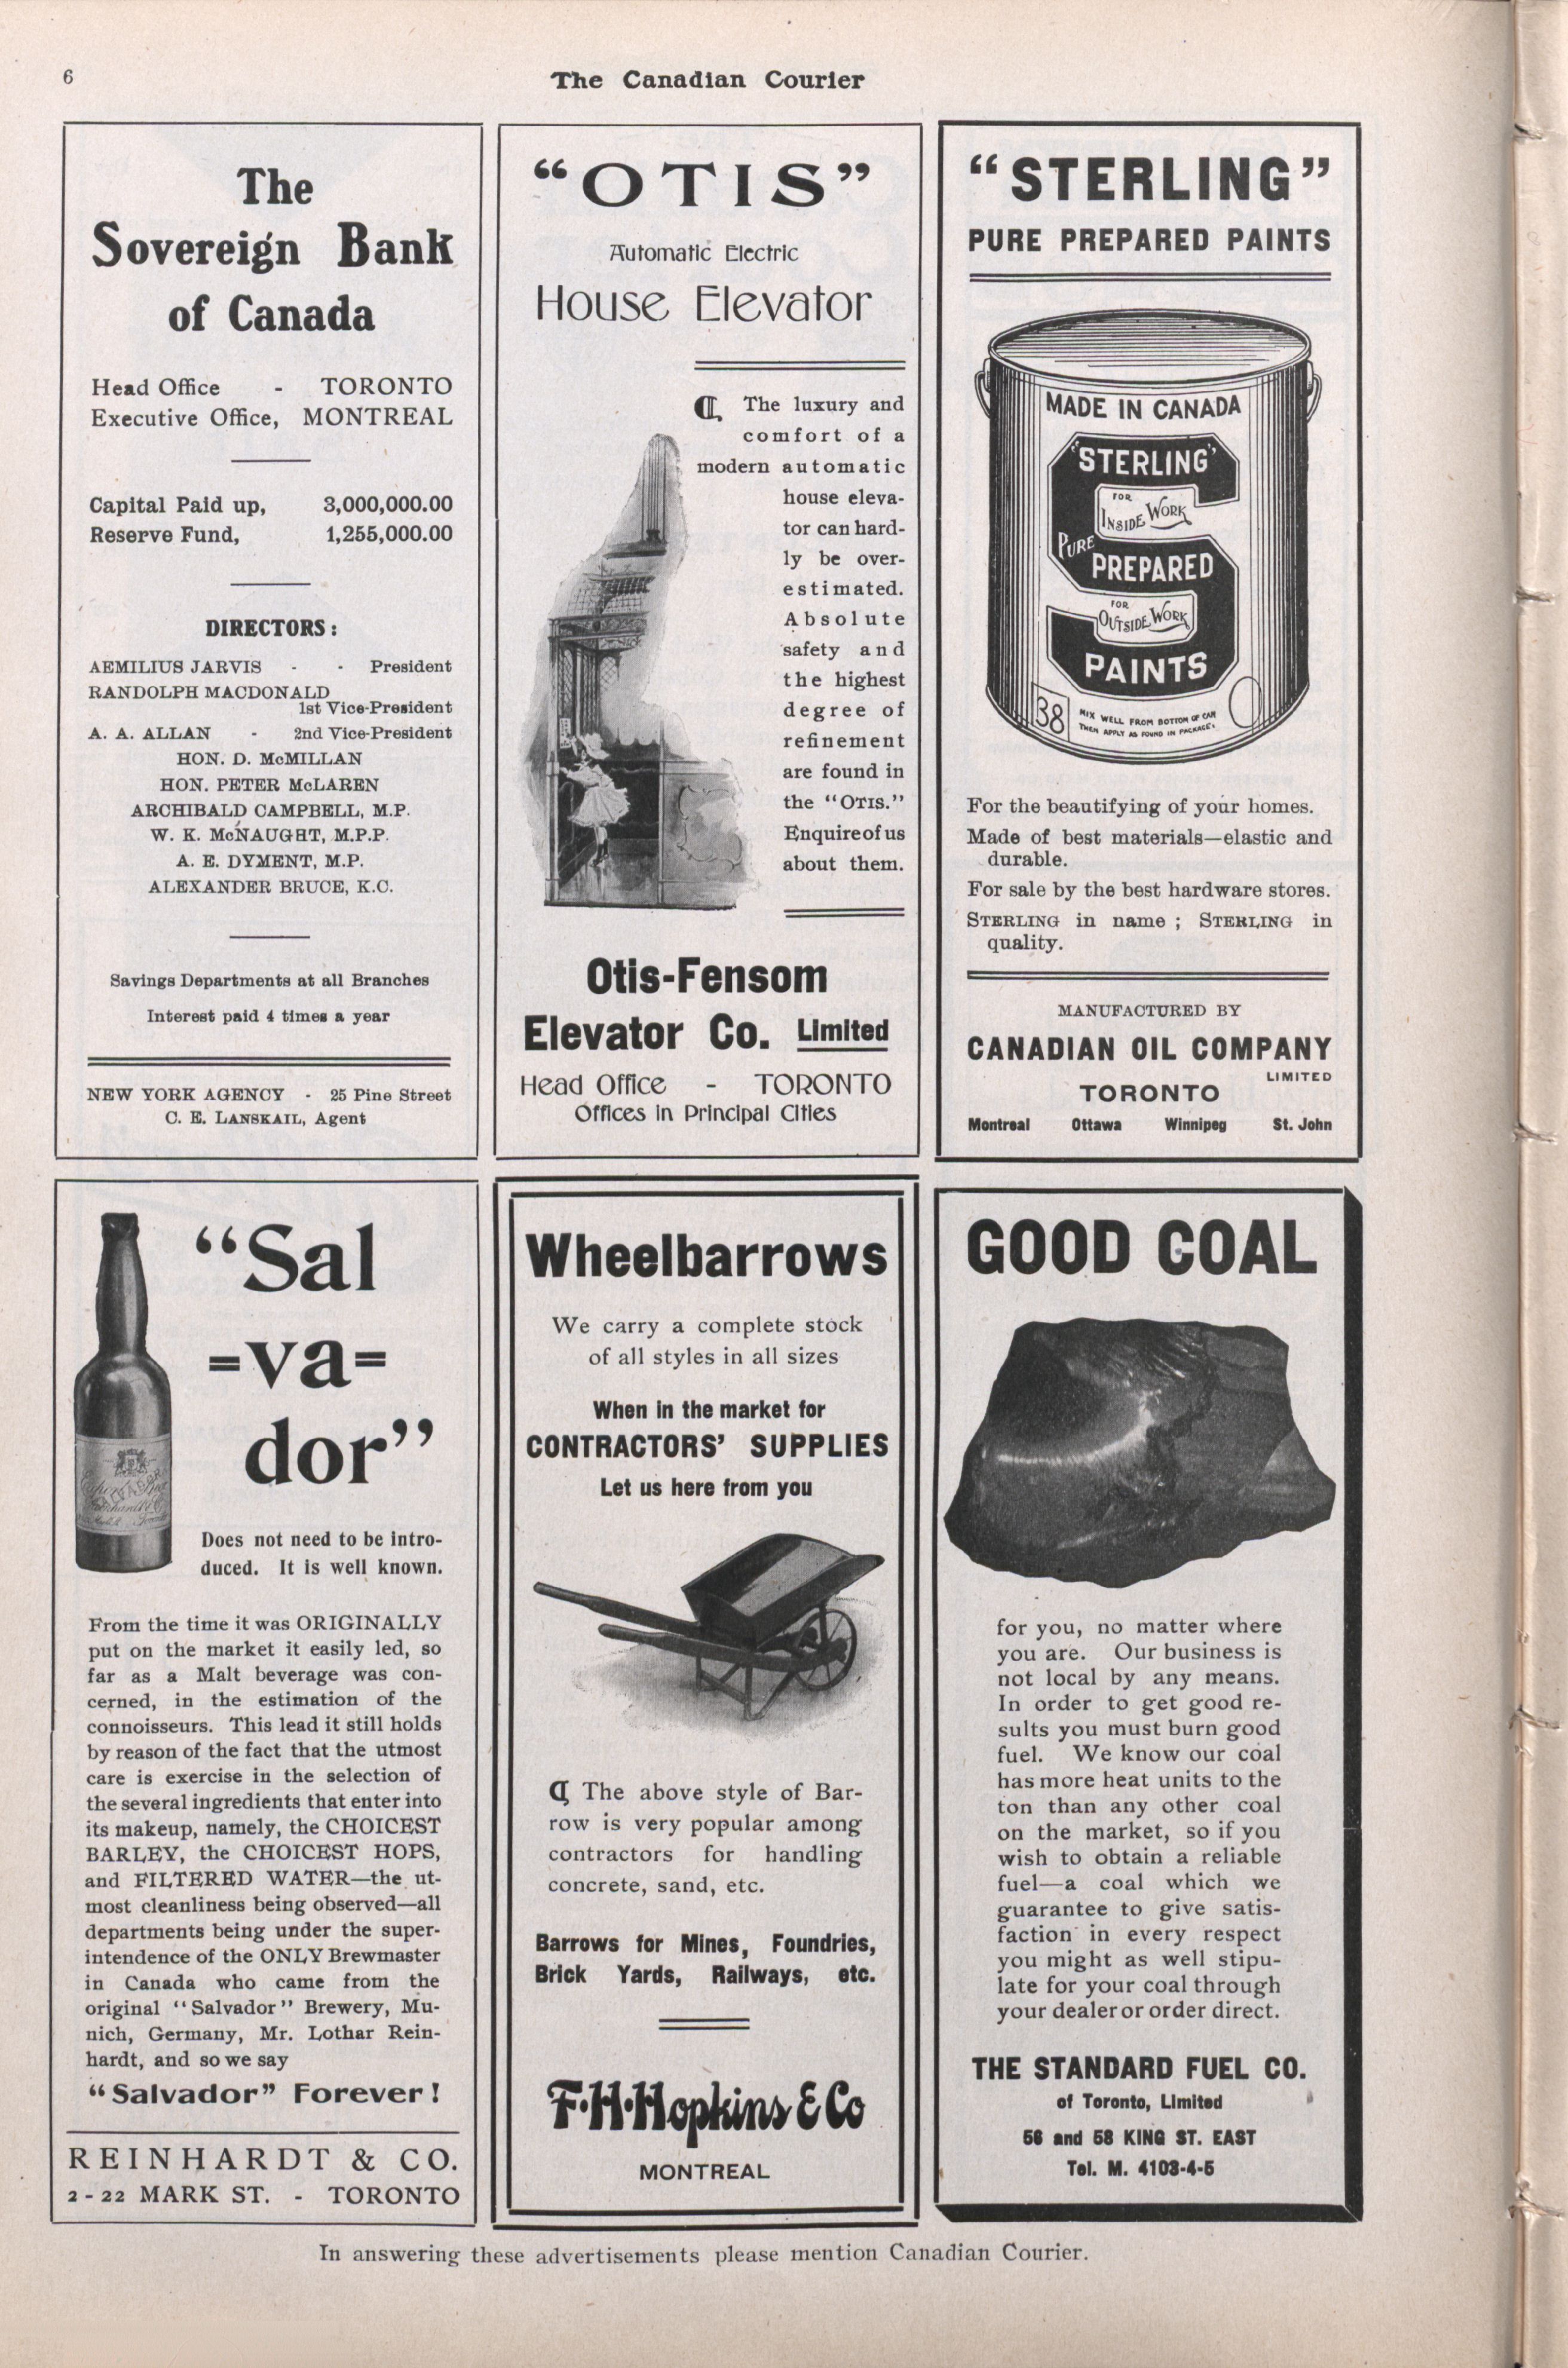 6
The Canadian Courier
The
Sovereign Bank
of Canada
Head Office - TORONTO
Executive Office, MONTREAL
Capital Paid up, 3,000,000.00
Reserve Fund, 1,255,000.00
DIRECTORS:
AEMILIUS JARVIS - - President
RANDOLPH MACDONALD
1st Vice-President
A. A. ALLAN - 2nd Vice-President
HON. D. McMILLAN
HON. PETER McLAREN
ARCHIBALD CAMPBELL, M.P.
W. K. McNAUGHT, M.P.P.
A. E. DYMENT, M.P.
ALEXANDER BRUCE, K.C.
Savings Departments at all Branches
Interest paid 4 times a year
NEW YORK AGENCY - 25 Pine Street
C. E. LANSKAIL, Agent
"OTIS"
Automatic Electric
House Elevator
¶ The luxury and
comfort of a
modern automatic
house eleva-
tor can hard-
ly be over-
estimated.
Absolute
safety and
the highest
degree of
refinement
are found in
the "OTIS."
Enquire of us
about them.
Otis-Fensom
Elevator Co. Limited
Head Office - TORONTO
Offices in Principal Cities
"STERLING"
PURE PREPARED PAINTS
MADE IN CANADA
"STERLING"
FOR
INSIDE WORK
PURE
PREPARED
FOR
OUTSIDE WORK
PAINTS
38
MIX WELL FROM BOTTOM OF CAN
THEN APPLY AS FOUND IN PACKAGE.
For the beautifying of your homes.
Made of best materials—elastic and
durable.
For sale by the best hardware stores.
STERLING in name; STERLING in
quality.
MANUFACTURED BY
CANADIAN OIL COMPANY
LIMITED
TORONTO
Montreal Ottawa Winnipeg St. John
"Sal
-va-
dor"
Does not need to be intro-
duced. It is well known.
From the time it was ORIGINALLY
put on the market it easily led, so
far as a Malt beverage was con-
cerned, in the estimation of the
connoisseurs. This lead it still holds
by reason of the fact that the utmost
care is exercise in the selection of
the several ingredients that enter into
its makeup, namely, the CHOICEST
BARLEY, the CHOICEST HOPS,
and FILTERED WATER—the ut-
most cleanliness being observed—all
departments being under the super-
intendence of the ONLY Brewmaster
in Canada who came from the
original "Salvador" Brewery, Mu-
nich, Germany, Mr. Lothar Rein-
hardt, and so we say
"Salvador" Forever!
REINHARDT & CO.
2-22 MARK ST. - TORONTO
Wheelbarrows
We carry a complete stock
of all styles in all sizes
When in the market for
CONTRACTORS' SUPPLIES
Let us here from you
¶ The above style of Bar-
row is very popular among
contractors for handling
concrete, sand, etc.
Barrows for Mines, Foundries,
Brick Yards, Railways, etc.
F·H·Hopkins & Co
MONTREAL
GOOD COAL
for you, no matter where
you are. Our business is
not local by any means.
In order to get good re-
sults you must burn good
fuel. We know our coal
has more heat units to the
ton than any other coal
on the market, so if you
wish to obtain a reliable
fuel—a coal which we
guarantee to give satis-
faction in every respect
you might as well stipu-
late for your coal through
your dealer or order direct.
THE STANDARD FUEL CO.
of Toronto, Limited
56 and 58 KING ST. EAST
Tel. M. 4103-4-5
In answering these advertisements please mention Canadian Courier.